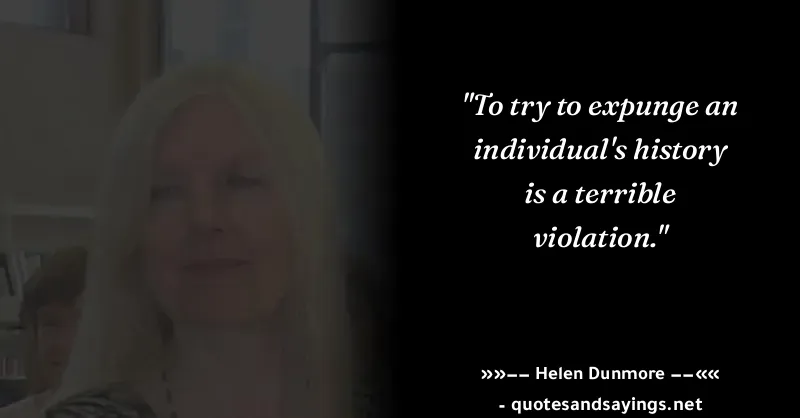 "To try to expunge an
individual's history
is a terrible
violation."
»»—— Helen Dunmore ——««
- quotesandsayings.net